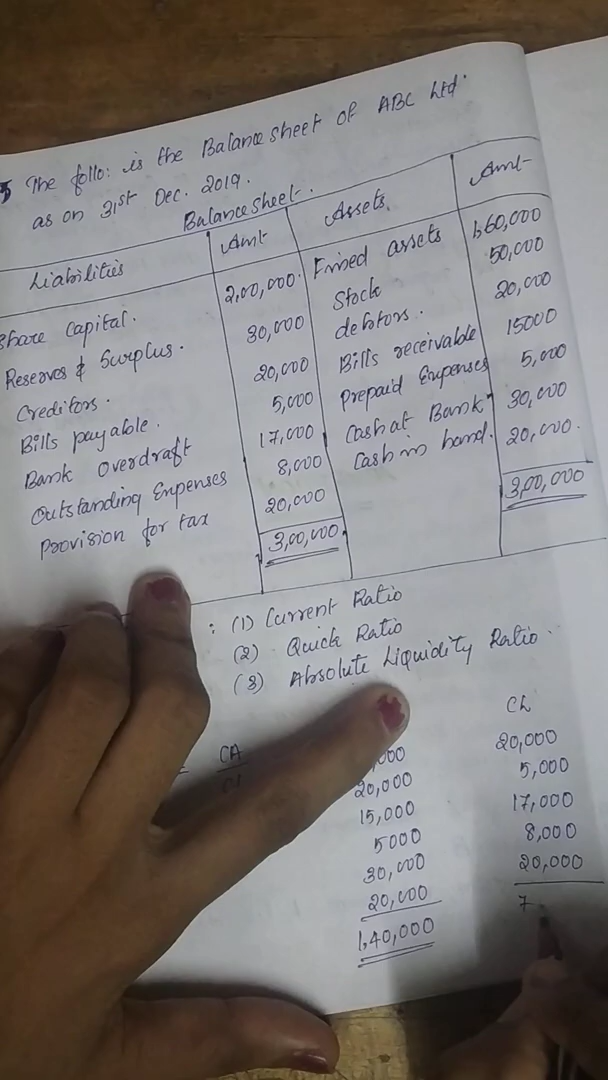 The follo: is the Balance sheet of ABC Ltd.
as on 31st Dec. 2019.
Balance sheet.
Liabilities Amt Assets. Amt
Share Capital. 2,00,000. Fixed assets 1,60,000
Reserves & Surplus. 30,000 Stock 50,000
Creditors. 20,000 debtors. 20,000
Bills payable. 5,000 Bills receivable 15000
Bank Overdraft 17,000 Prepaid Expenses 5,000
Outstanding Expenses 8,000 Cash at Bank 30,000
Provision for tax 20,000 Cash in hand. 20,000.
3,00,000 3,00,000
: (1) Current Ratio
(2) Quick Ratio
(3) Absolute Liquidity Ratio.
CL
= CA ,000 20,000
CL 20,000 5,000
15,000 17,000
5000 8,000
30,000 20,000
20,000 7
1,40,000